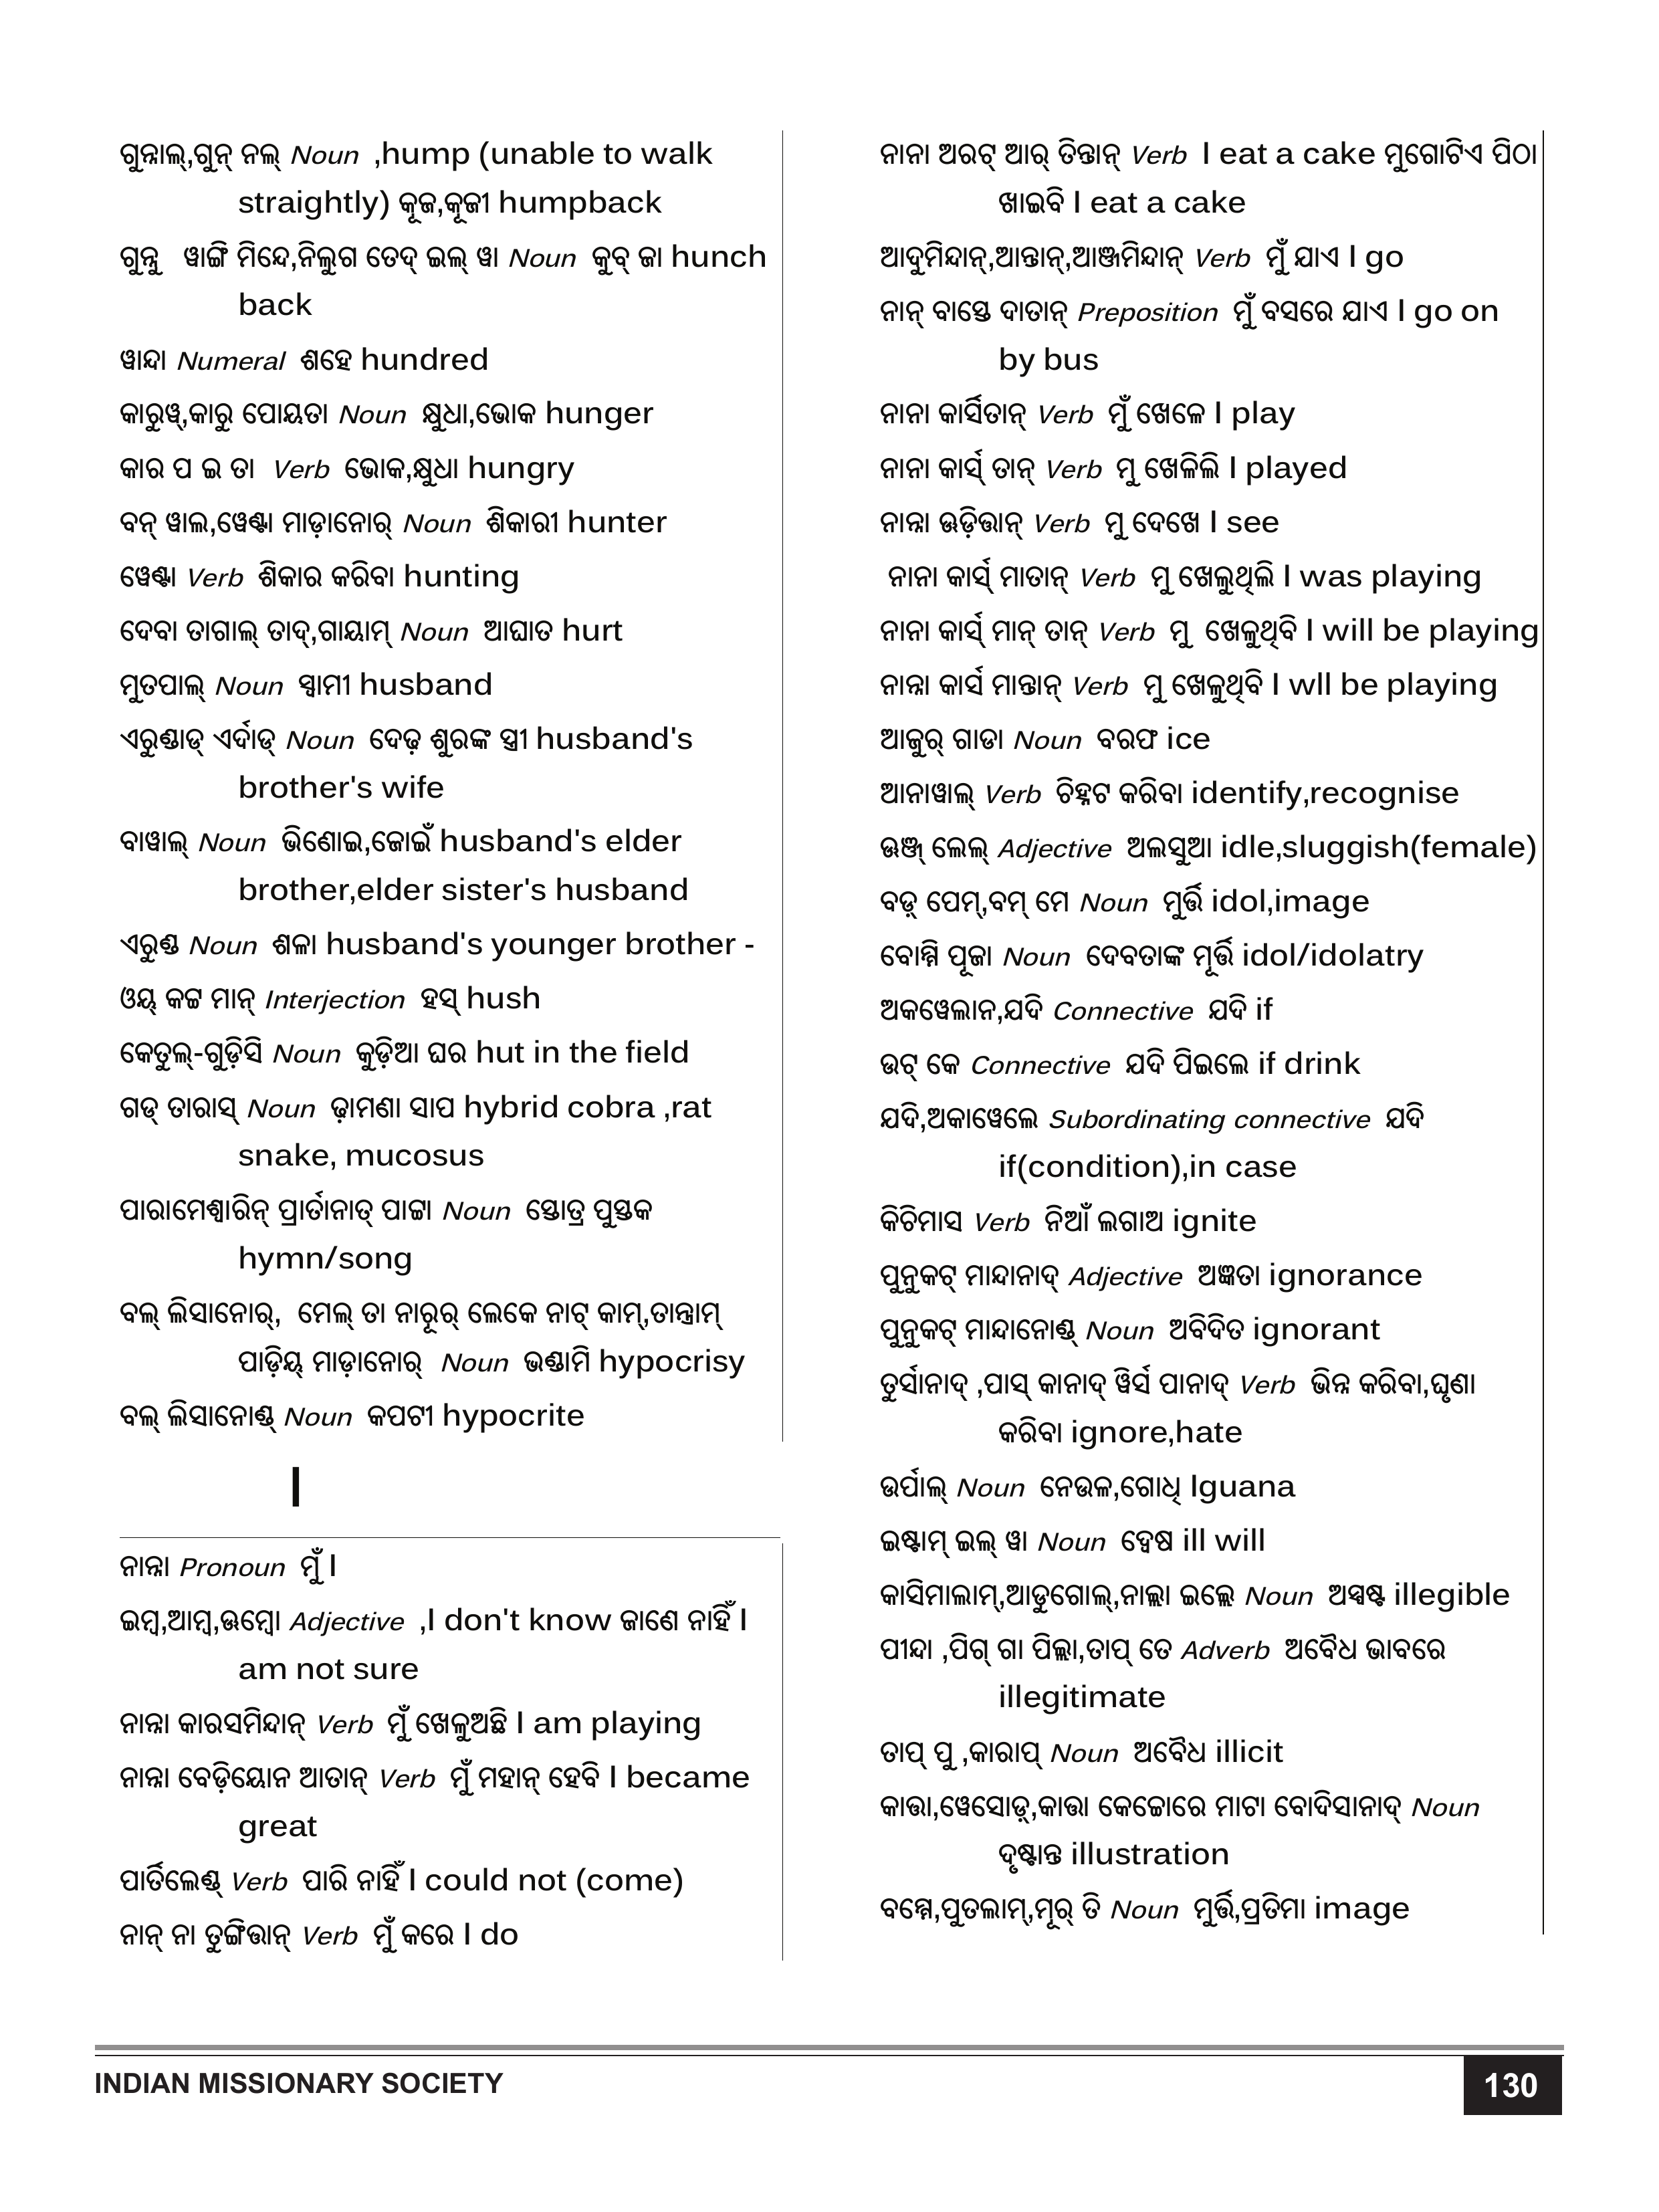 ଗୁନ୍ନାଲ୍,ଗୁନ୍ ନଲ୍ Noun ,hump (unable to walk
straightly) କୂଜ,କୂଜୀ humpback
ଗୁନ୍ନୁ ୱାଙ୍ଗି ମିନ୍ଦେ,ନିଲୁଗ ତେଦ୍ ଇଲ୍ ୱା Noun କୁବ୍ ଜା hunch
back
ୱାନ୍ଦା Numeral ଶହେ hundred
କାରୁୱ୍,କାରୁ ପୋୟତା Noun କ୍ଷୁଧା,ଭୋକ hunger
କାର ପ ଇ ତା Verb ଭୋକ,କ୍ଷୁଧା hungry
ବନ୍ ୱାଲ,ୱେଣ୍ଟା ମାଡ଼ାନୋର୍ Noun ଶିକାରୀ hunter
ୱେଣ୍ଟା Verb ଶିକାର କରିବା hunting
ଦେବା ତାଗାଲ୍ ତାଦ୍,ଗାୟାମ୍ Noun ଆଘାତ hurt
ମୁତପାଲ୍ Noun ସ୍ୱାମୀ husband
ଏରୁଣ୍ଡାଡ୍ ଏର୍ଦାଡ୍ Noun ଦେଢ଼ ଶୁରଙ୍କ ସ୍ତ୍ରୀ husband's
brother's wife
ବାୱାଲ୍ Noun ଭିଣୋଇ,ଜୋଇଁ husband's elder
brother,elder sister's husband
ଏରୁଣ୍ଡ Noun ଶଳା husband's younger brother -
ଓୟ୍ କଟ୍ଟ ମାନ୍ Interjection ହସ୍ hush
କେତୁଲ୍-ଗୁଡ଼ିସି Noun କୁଡ଼ିଆ ଘର hut in the field
ଗଡ୍ ତାରାସ୍ Noun ଢ଼ାମଣା ସାପ hybrid cobra ,rat
snake, mucosus
ପାରାମେଶ୍ୱାରିନ୍ ପ୍ରାର୍ତାନାତ୍ ପାଟ୍ଟା Noun ସ୍ତୋତ୍ର ପୁସ୍ତକ
hymn/song
ବଲ୍ ଲିସାନୋର୍, ମେଲ୍ ତା ନାରୂର୍ ଲେକେ ନାଟ୍ କାମ୍,ତାନ୍ତ୍ରାମ୍
ପାଡ଼ିୟ୍ ମାଡ଼ାନୋର୍ Noun ଭଣ୍ଡାମି hypocrisy
ବଲ୍ ଲିସାନୋଣ୍ଡ୍ Noun କପଟୀ hypocrite
I
ନାନ୍ନା Pronoun ମୁଁ I
ଇମ୍ବ,ଆମ୍ବ,ଊମ୍ବୋ Adjective ,I don't know ଜାଣେ ନାହିଁ I
am not sure
ନାନ୍ନା କାରସମିନ୍ଦାନ୍ Verb ମୁଁ ଖେଳୁଅଛି I am playing
ନାନ୍ନା ବେଡ଼ିୟୋନ ଆତାନ୍ Verb ମୁଁ ମହାନ୍ ହେବି I became
great
ପାର୍ତିଲେଣ୍ଡ୍ Verb ପାରି ନାହିଁ I could not (come)
ନାନ୍ ନା ତୁଙ୍ଗିତ୍ତାନ୍ Verb ମୁଁ କରେ I do
ନାନା ଅରଟ୍ ଆର୍ ତିନ୍ତାନ୍ Verb I eat a cake ମୁଗୋଟିଏ ପିଠା
ଖାଇବି I eat a cake
ଆଦୁମିନ୍ଦାନ୍,ଆନ୍ତାନ୍,ଆଞ୍ଜମିନ୍ଦାନ୍ Verb ମୁଁ ଯାଏ I go
ନାନ୍ ବାସ୍ତେ ଦାତାନ୍ Preposition ମୁଁ ବସରେ ଯାଏ I go on
by bus
ନାନା କାର୍ସିତାନ୍ Verb ମୁଁ ଖେଳେ I play
ନାନା କାର୍ସ୍ ତାନ୍ Verb ମୁ ଖେଳିଲି I played
ନାନ୍ନା ଊଡ଼ିତ୍ତାନ୍ Verb ମୁ ଦେଖେ I see
ନାନା କାର୍ସ୍ ମାତାନ୍ Verb ମୁ ଖେଳୁଥିଲି I was playing
ନାନା କାର୍ସ୍ ମାନ୍ ତାନ୍ Verb ମୁ ଖେଳୁଥିବି I will be playing
ନାନ୍ନା କାର୍ସ ମାନ୍ତାନ୍ Verb ମୁ ଖେଳୁଥିବି I wll be playing
ଆଜୁର୍ ଗାଡା Noun ବରଫ ice
ଆନାୱାଲ୍ Verb ଚିହ୍ନଟ କରିବା identify,recognise
ଊଞ୍ଜ୍ ଲେଲ୍ Adjective ଅଲସୁଆ idle,sluggish(female)
ବଡ଼୍ ପେମ୍,ବମ୍ ମେ Noun ମୁର୍ତ୍ତି idol,image
ବୋମ୍ମି ପୂଜା Noun ଦେବତାଙ୍କ ମୂର୍ତ୍ତି idol/idolatry
ଅକୱେଲାନ,ଯଦି Connective ଯଦି if
ଉଟ୍ କେ Connective ଯଦି ପିଇଲେ if drink
ଯଦି,ଅକାୱେଲେ Subordinating connective ଯଦି
if(condition),in case
କିଚିମାସ Verb ନିଆଁ ଲଗାଅ ignite
ପୁନୁକଟ୍ ମାନ୍ଦାନାଦ୍ Adjective ଅଜ୍ଞତା ignorance
ପୁନୁକଟ୍ ମାନ୍ଦାନୋଣ୍ଡ୍ Noun ଅବିଦିତ ignorant
ତୁର୍ସାନାଦ୍ ,ପାସ୍ କାନାଦ୍ ୱିର୍ସ ପାନାଦ୍ Verb ଭିନ୍ନ କରିବା,ଘୃଣା
କରିବା ignore,hate
ଉର୍ପାଲ୍ Noun ନେଉଳ,ଗୋଧି Iguana
ଇଷ୍ଟାମ୍ ଇଲ୍ ୱା Noun ଦ୍ୱେଷ ill will
କାସିମାଲାମ୍,ଆଡୁଗୋଲ୍,ନାଲ୍ଲା ଇଲ୍ଲେ Noun ଅସ୍ପଷ୍ଟ illegible
ପୀନ୍ଦା ,ପିଗ୍ ଗା ପିଲ୍ଲା,ତାପ୍ ତେ Adverb ଅବୈଧ ଭାବରେ
illegitimate
ତାପ୍ ପୁ ,କାରାପ୍ Noun ଅବୈଧ illicit
କାତ୍ତା,ୱେସୋଡ଼୍,କାତ୍ତା କେଚ୍ଚୋରେ ମାଟା ବୋଦିସାନାଦ୍ Noun
ଦୃଷ୍ଟାନ୍ତ illustration
ବମ୍ମେ,ପୁତଲାମ୍,ମୂର୍ ତି Noun ମୁର୍ତ୍ତି,ପ୍ରତିମା image
INDIAN MISSIONARY SOCIETY
130